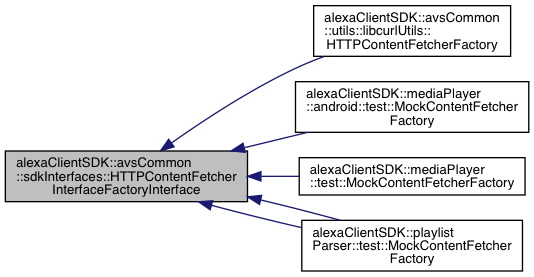 alexaClientSDK::avsCommon
::utils::libcurlUtils::
HTTPContentFetcherFactory
alexaClientSDK::mediaPlayer
::android::test::MockContentFetcher
Factory
alexaClientSDK::avsCommon
::sdkInterfaces::HTTPContentFetcher
InterfaceFactoryInterface
alexaClientSDK::mediaPlayer
::test::MockContentFetcherFactory
alexaClientSDK::playlist
Parser::test::MockContentFetcher
Factory